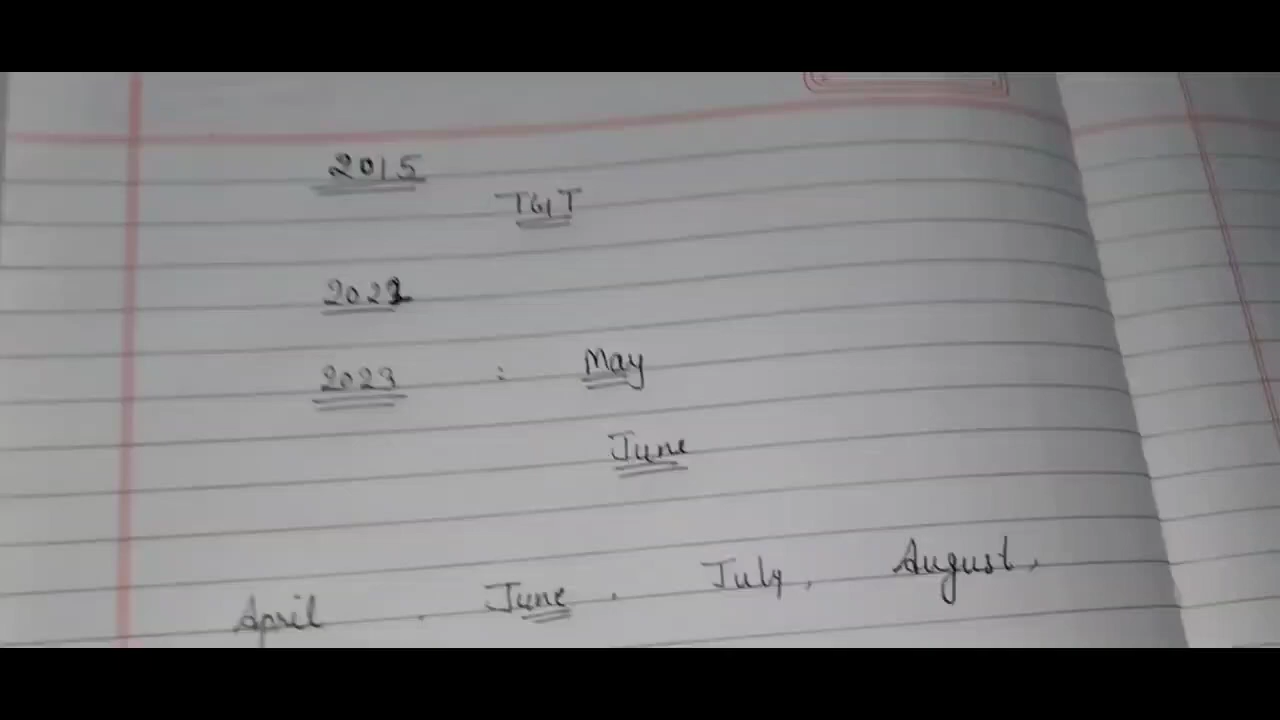 2015
TGT
2022
2023 : May
June
April . June . July , August ,